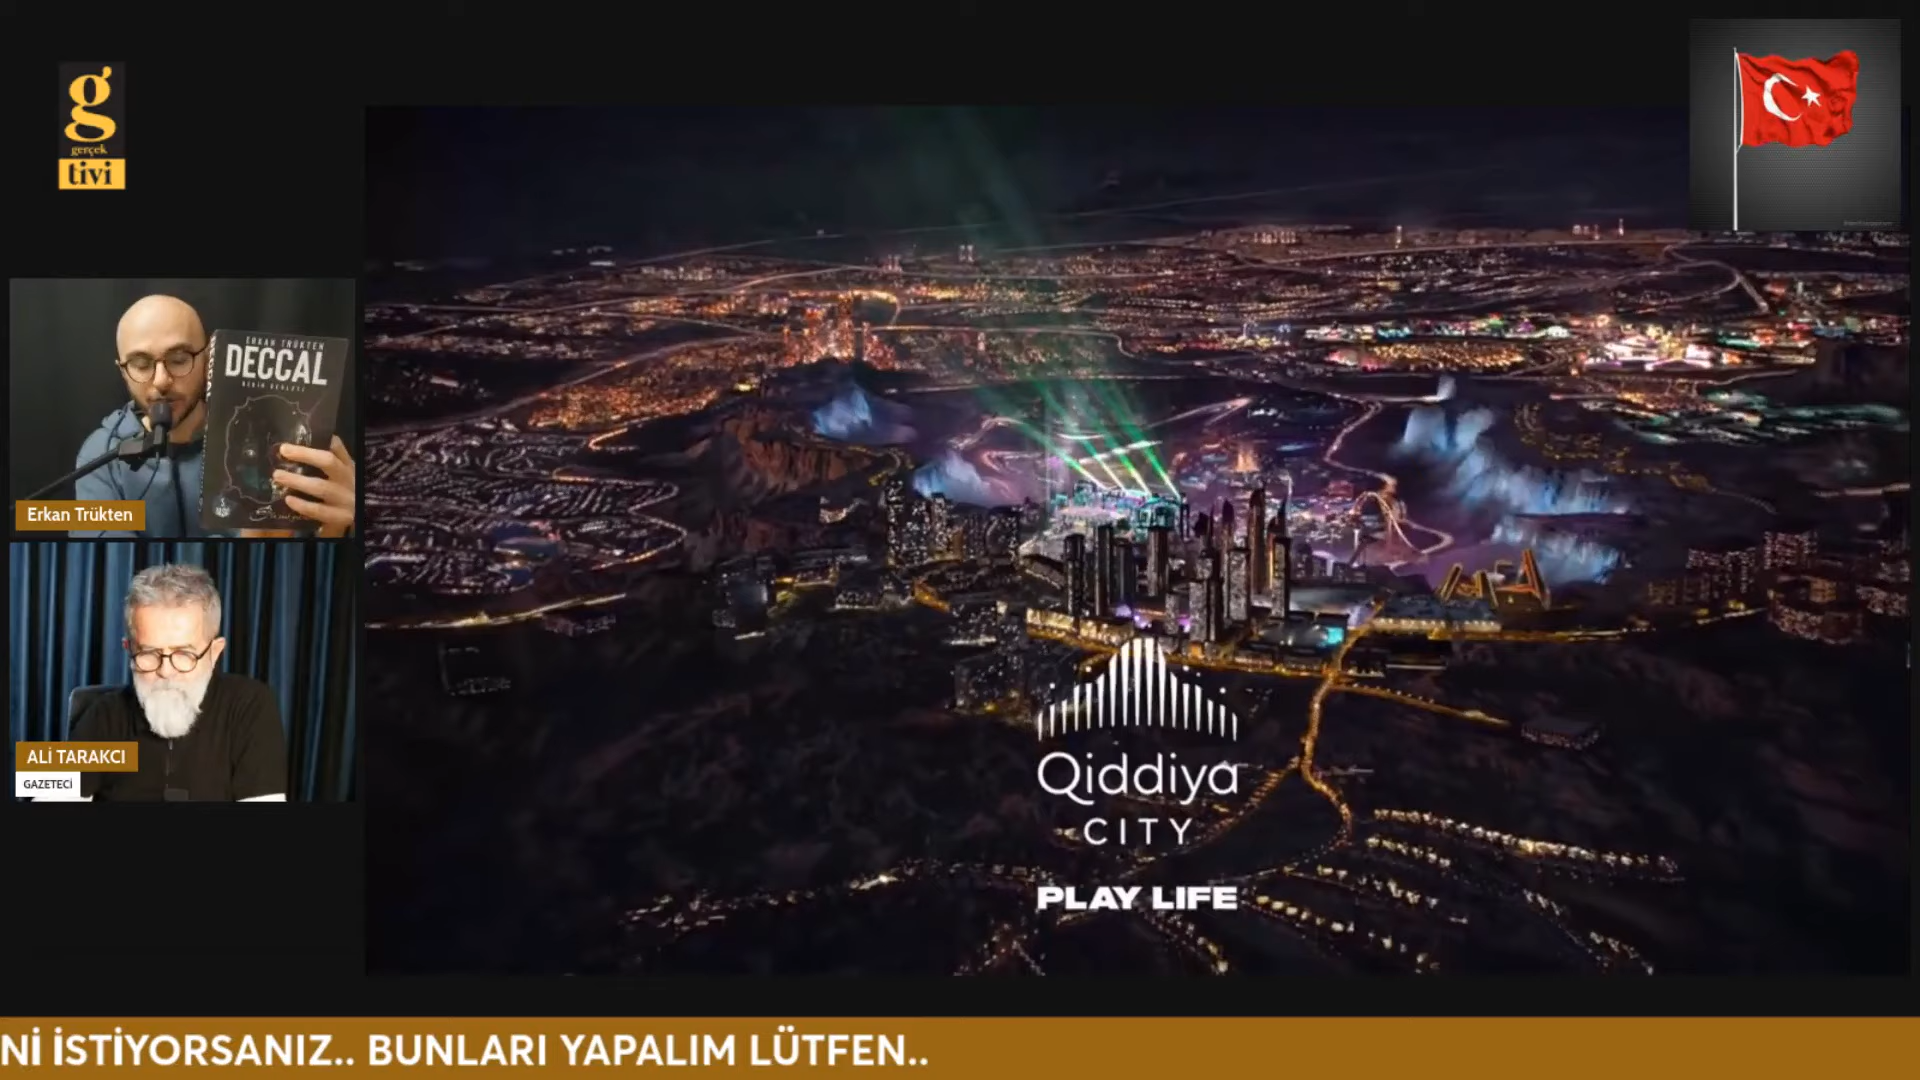 g
gerçek
tivi
ERKAN TRÜKTEN
DECCAL
Erkan Trükten
ALİ TARAKCI
GAZETECİ
Qiddiya
CITY
PLAY LIFE
Nİ İSTİYORSANIZ.. BUNLARI YAPALIM LÜTFEN..